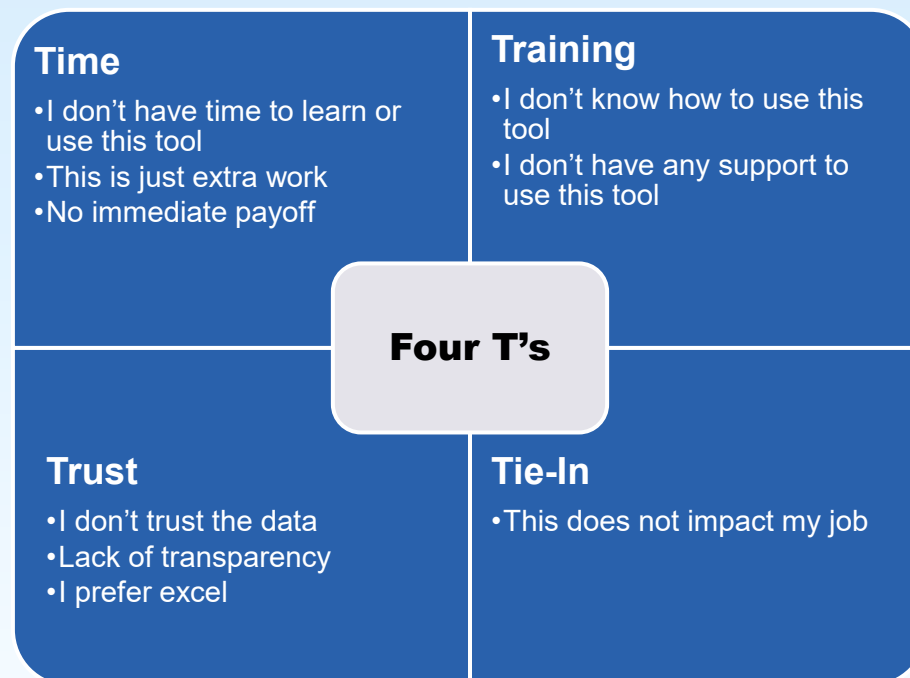 Time
•I don’t have time to learn or
use this tool
•This is just extra work
•No immediate payoff
Training
•I don’t know how to use this
tool
•I don’t have any support to
use this tool
Four T’s
Trust
•I don’t trust the data
•Lack of transparency
•I prefer excel
Tie-In
•This does not impact my job